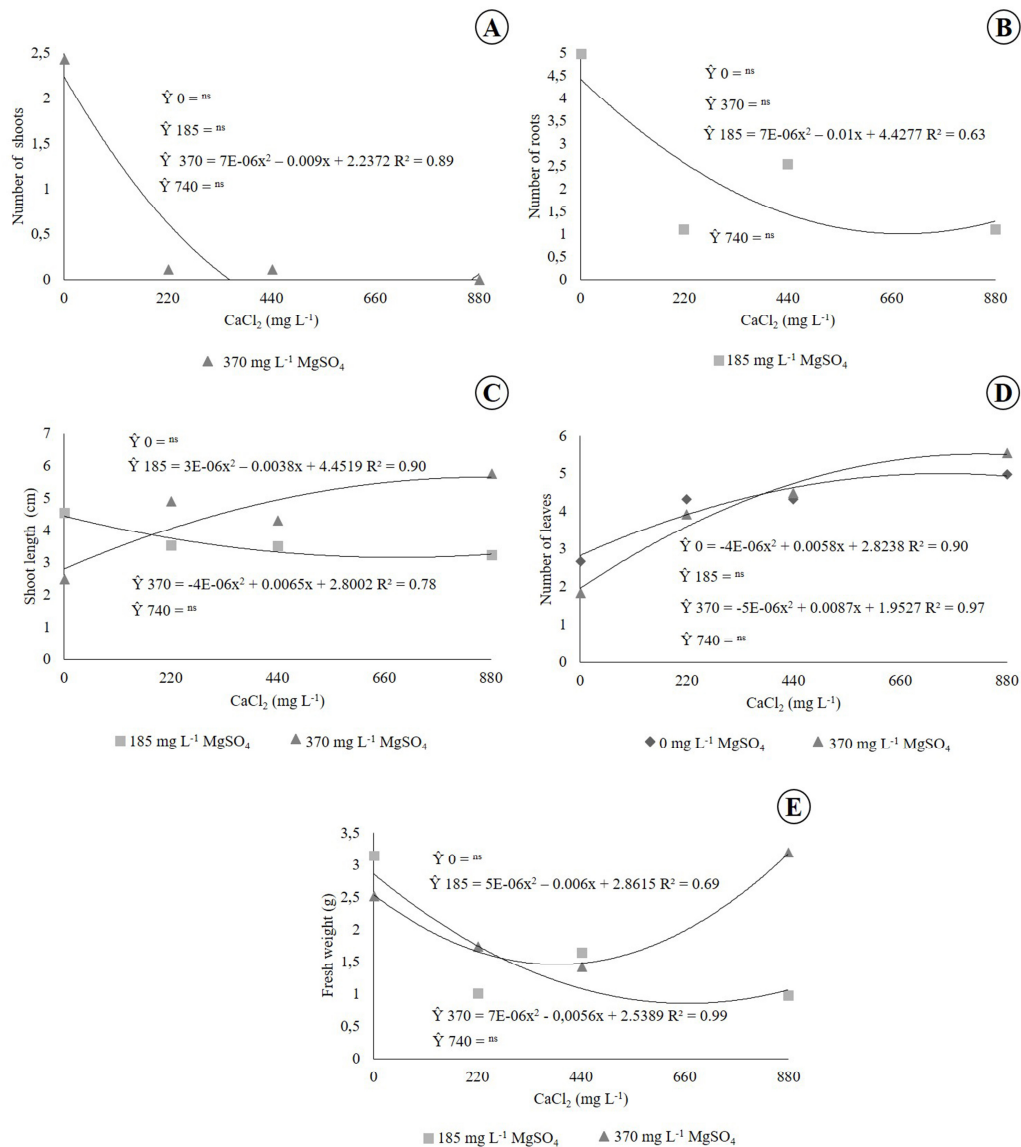 A
2,5
2
1,5
1
0,5
0
Number of shoots
Ŷ 0 = ns
Ŷ 185 = ns
Ŷ 370 = 7E-06x² – 0.009x + 2.2372 R² = 0.89
Ŷ 740 = ns
0 220 440 660 880
CaCl₂ (mg L⁻¹)
370 mg L⁻¹ MgSO₄
B
5
4,5
4
3,5
3
2,5
2
1,5
1
0,5
0
Number of roots
Ŷ 0 = ns
Ŷ 370 = ns
Ŷ 185 = 7E-06x² – 0.01x + 4.4277 R² = 0.63
Ŷ 740 = ns
0 220 440 660 880
CaCl₂ (mg L⁻¹)
185 mg L⁻¹ MgSO₄
C
7
6
5
4
3
2
1
0
Shoot length (cm)
Ŷ 0 = ns
Ŷ 185 = 3E-06x² – 0.0038x + 4.4519 R² = 0.90
Ŷ 370 = -4E-06x² + 0.0065x + 2.8002 R² = 0.78
Ŷ 740 = ns
0 220 440 660 880
CaCl₂ (mg L⁻¹)
185 mg L⁻¹ MgSO₄ 370 mg L⁻¹ MgSO₄
D
6
5
4
3
2
1
0
Number of leaves
Ŷ 0 = -4E-06x² + 0.0058x + 2.8238 R² = 0.90
Ŷ 185 = ns
Ŷ 370 = -5E-06x² + 0.0087x + 1.9527 R² = 0.97
Ŷ 740 – ns
0 220 440 660 880
CaCl₂ (mg L⁻¹)
0 mg L⁻¹ MgSO₄ 370 mg L⁻¹ MgSO₄
E
3,5
3
2,5
2
1,5
1
0,5
0
Fresh weight (g)
Ŷ 0 = ns
Ŷ 185 = 5E-06x² – 0.006x + 2.8615 R² = 0.69
Ŷ 370 = 7E-06x² - 0,0056x + 2.5389 R² = 0.99
Ŷ 740 = ns
0 220 440 660 880
CaCl₂ (mg L⁻¹)
185 mg L⁻¹ MgSO₄ 370 mg L⁻¹ MgSO₄